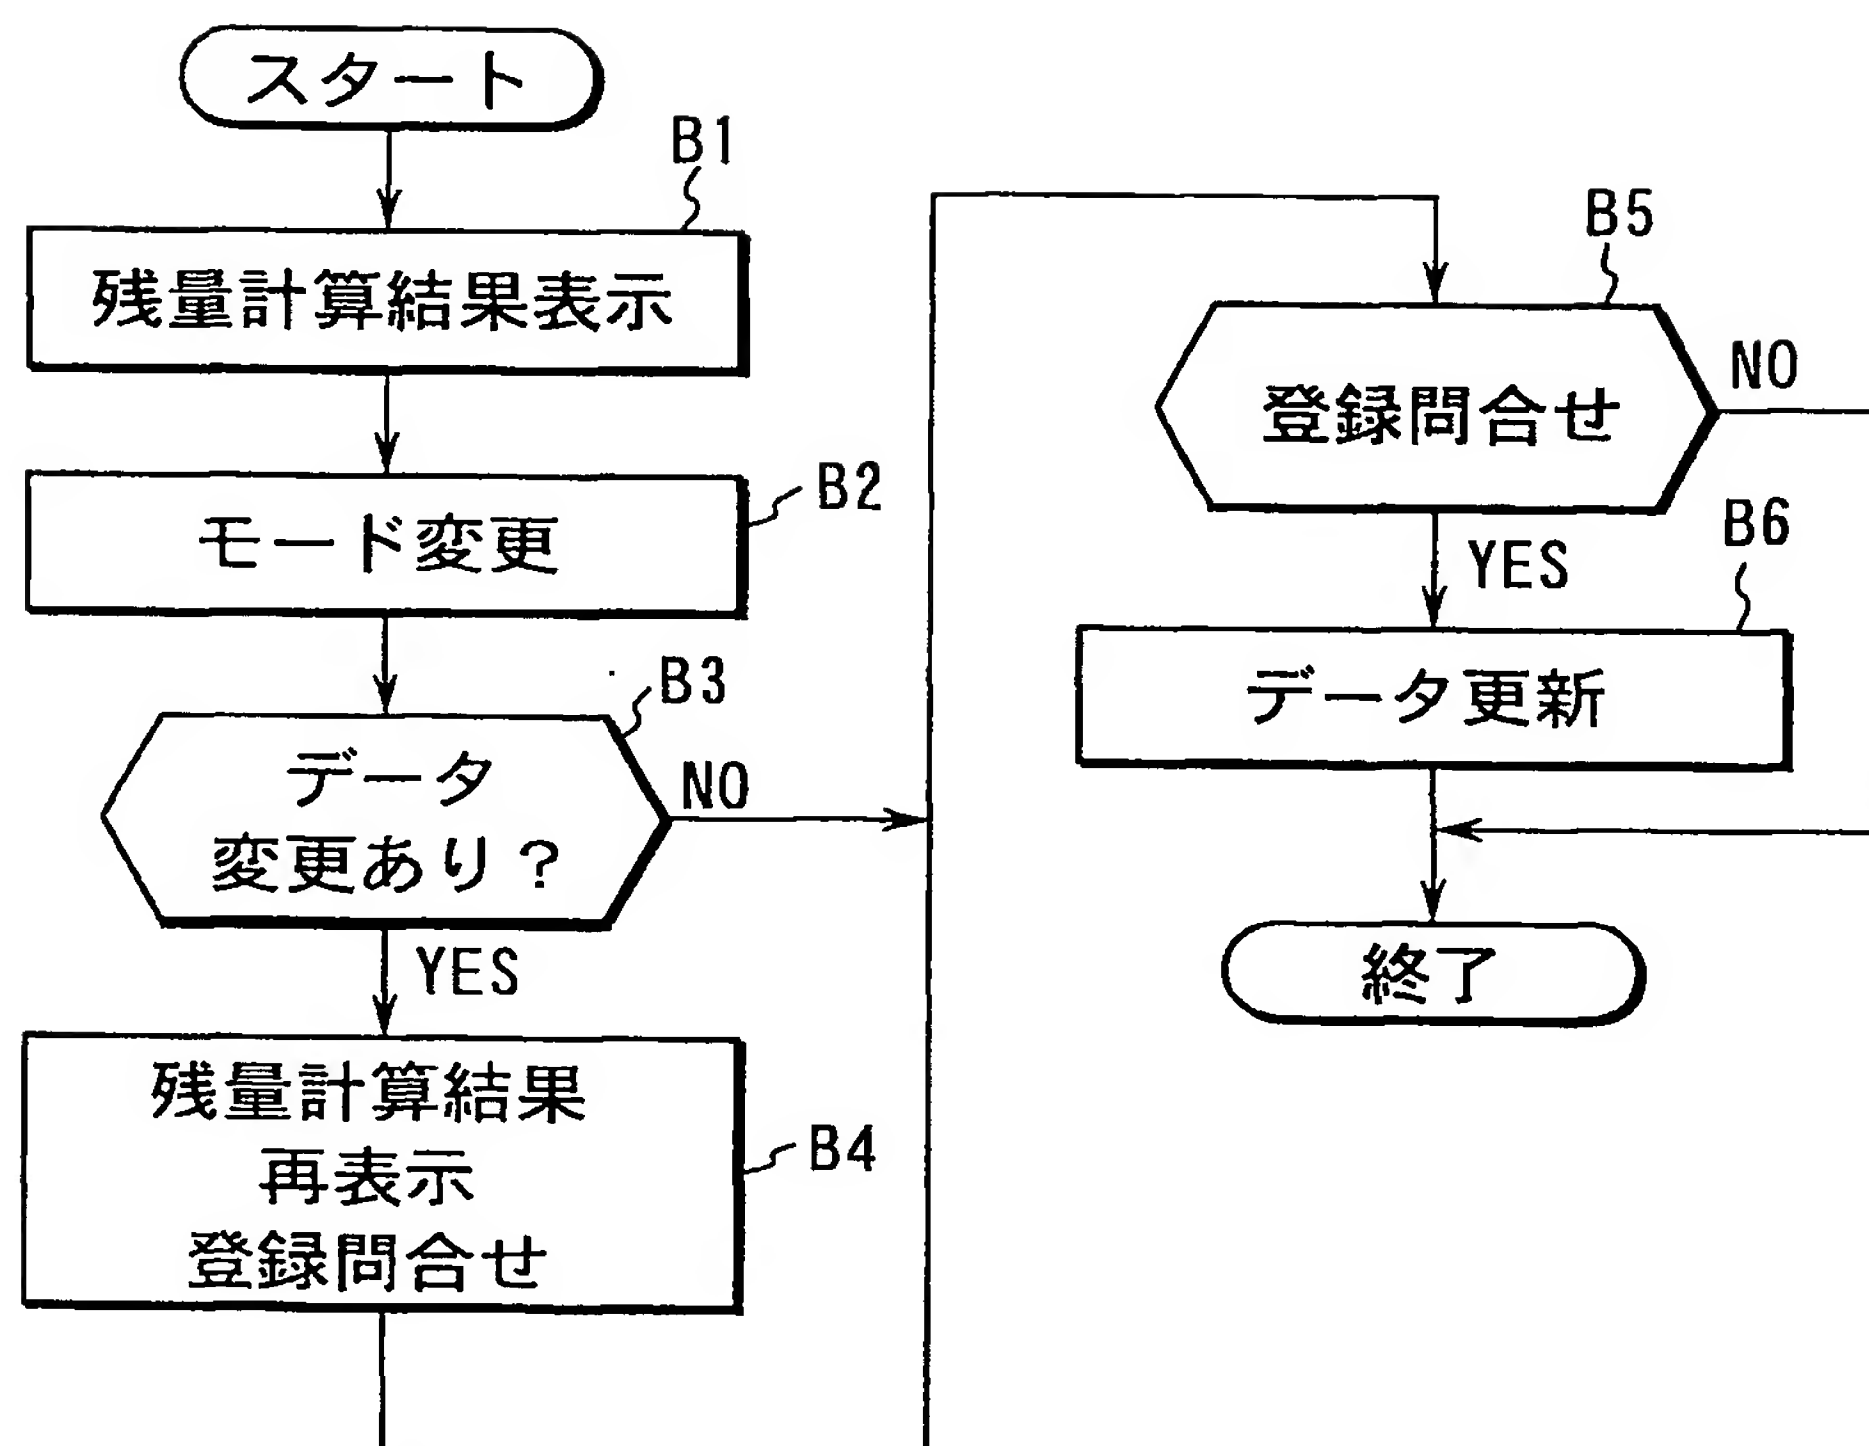 スタート
B1
残量計算結果表示
B2
モード変更
B3
データ
変更あり？
NO
YES
残量計算結果
再表示
登録問合せ
B4
B5
登録問合せ
NO
YES
B6
データ更新
終了